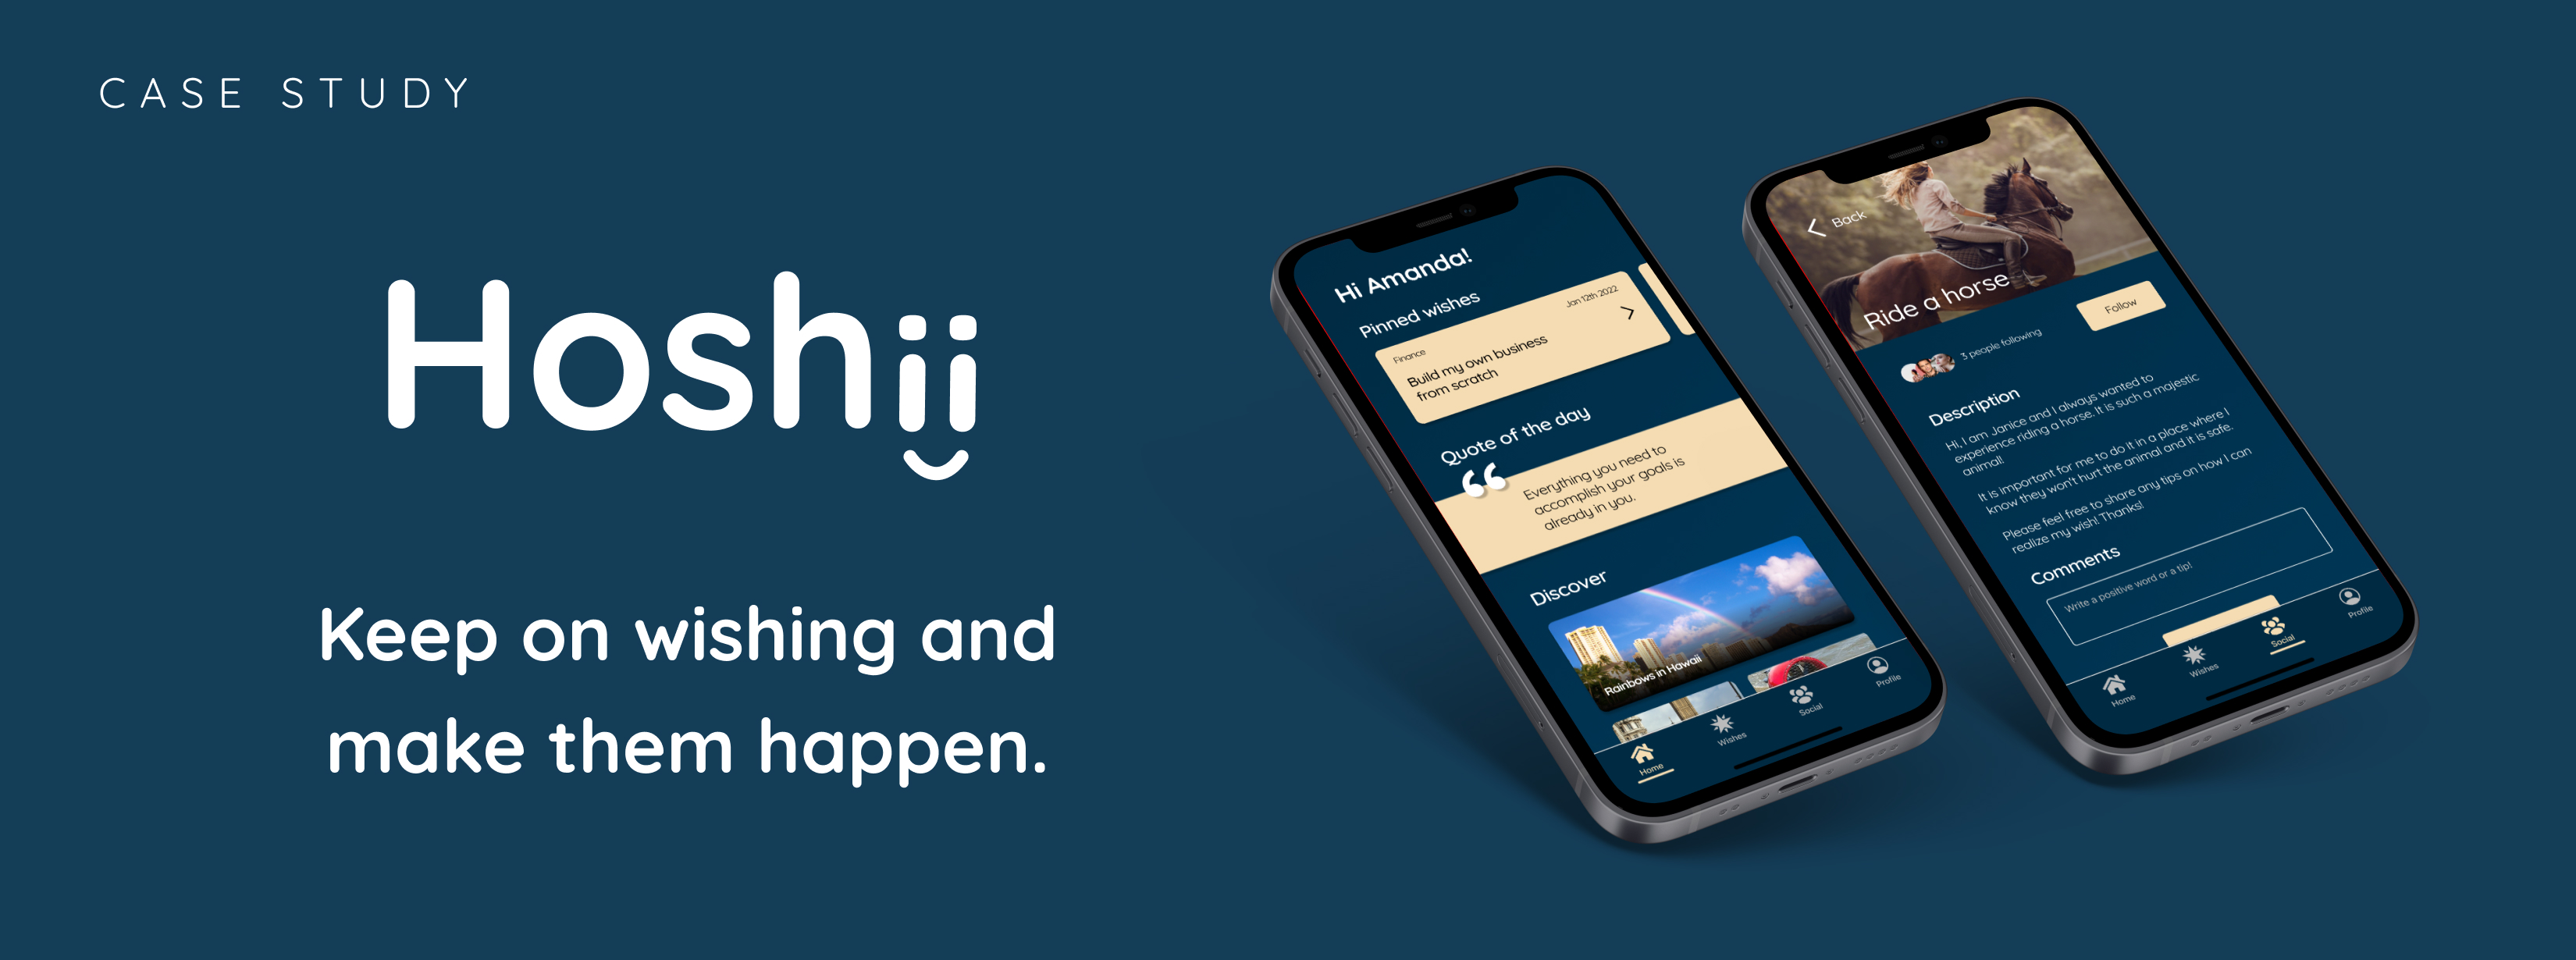 CASE STUDY
Hoshii
Keep on wishing and
make them happen.
Hi Amanda!
Pinned wishes
Jan 12th 2022
Finance
Build my own business
from scratch
Quote of the day
“
Everything you need to
accomplish your goals is
already in you.
Discover
Rainbows in Hawaii
Home
Wishes
Social
Profile
Back
Ride a horse
3 people following
Follow
Description
Hi, I am Janice and I always wanted to
experience riding a horse. It is such a majestic
animal!
It is important for me to do it in a place where I
know they won't hurt the animal and it is safe.
Please feel free to share any tips on how I can
realize my wish! Thanks!
Comments
Write a positive word or a tip!
Home
Wishes
Social
Profile